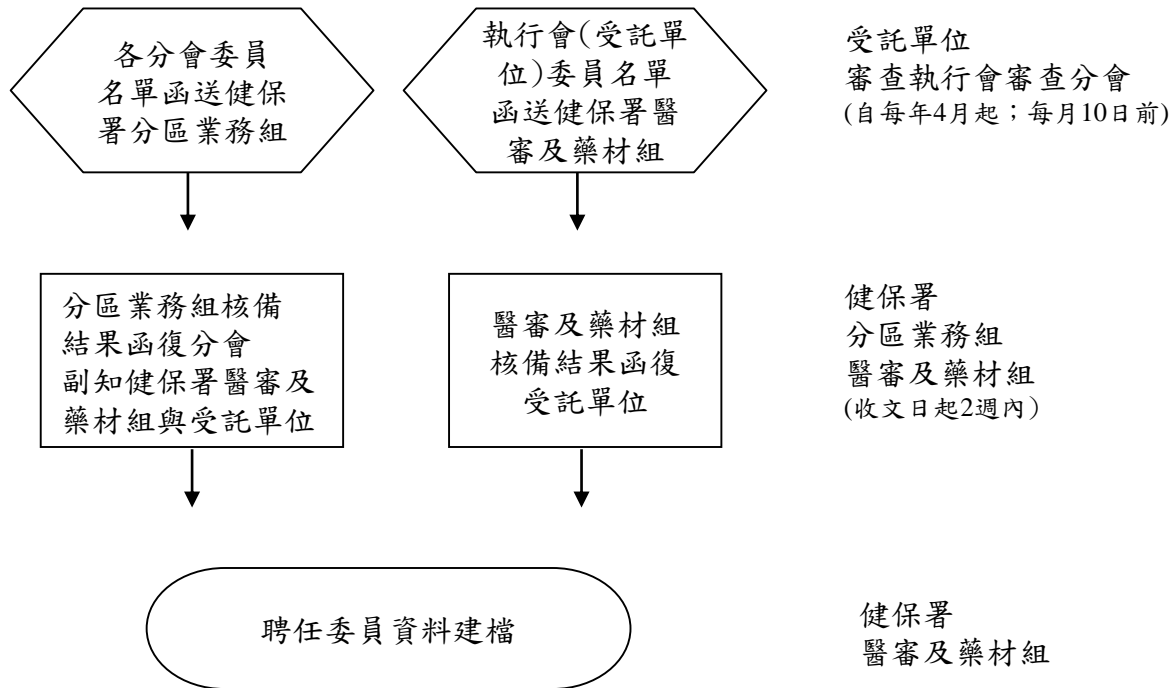 各分會委員
名單函送健保
署分區業務組
執行會(受託單
位)委員名單
函送健保署醫
審及藥材組
受託單位
審查執行會審查分會
(自每年4月起；每月10日前)
分區業務組核備
結果函復分會
副知健保署醫審及
藥材組與受託單位
醫審及藥材組
核備結果函復
受託單位
健保署
分區業務組
醫審及藥材組
(收文日起2週內)
聘任委員資料建檔
健保署
醫審及藥材組